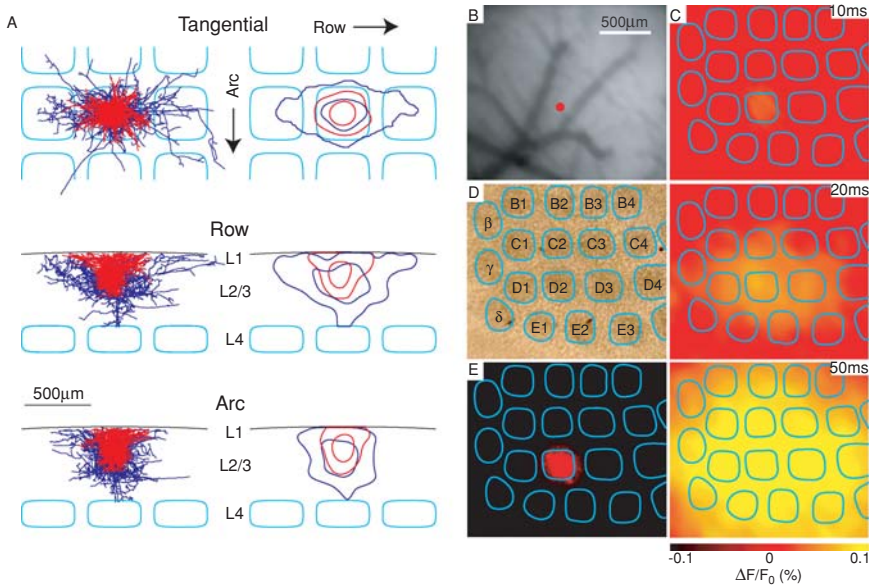 A
Tangential
Row
Arc
Row
L1
L2/3
L4
500μm
Arc
L1
L2/3
L4
B
500μm
C
10ms
D
B1 B2 B3 B4
β
C1 C2 C3 C4
γ
D1 D2 D3 D4
δ
E1 E2 E3
20ms
E
50ms
-0.1 0 0.1
ΔF/F₀ (%)